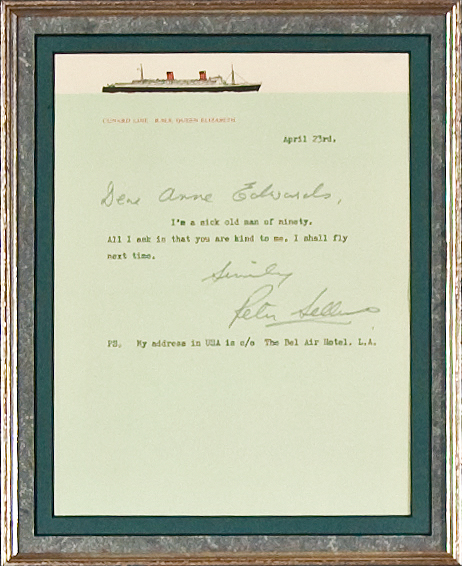 CUNARD LINE R.M.S. QUEEN ELIZABETH
April 23rd.
Dear Anne Edwards,
I'm a sick old man of ninety.
All I ask is that you are kind to me. I shall fly
next time.
Sincerely
Peter Sellers
PS. My address in USA is c/o The Bel Air Hotel, L.A.